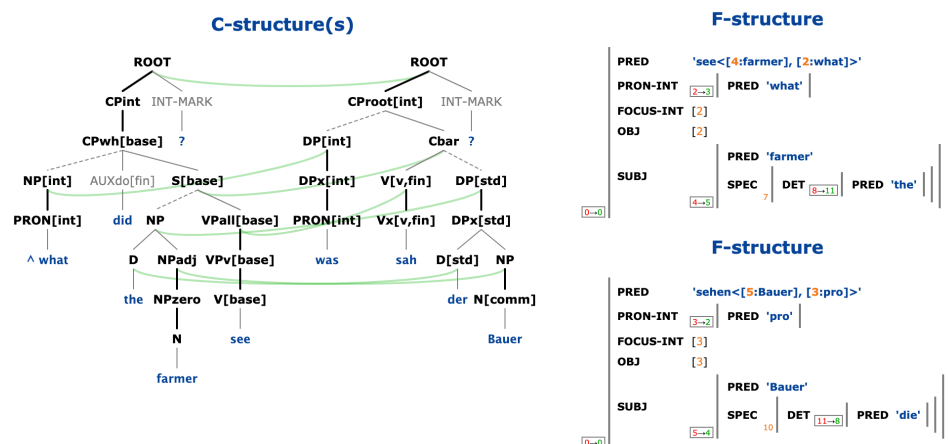 C-structure(s)
ROOT ROOT
CPint INT-MARK CProot[int] INT-MARK
CPwh[base] ? DP[int] Cbar ?
NP[int] AUXdo[fin] S[base] DPx[int] V[v,fin] DP[std]
PRON[int] did NP VPall[base] PRON[int] Vx[v,fin] DPx[std]
^ what D NPadj VPv[base] was sah D[std] NP
the NPzero V[base] der N[comm]
N see Bauer
farmer
F-structure
PRED 'see<[4:farmer], [2:what]>'
PRON-INT 2→3 PRED 'what'
FOCUS-INT [2]
OBJ [2]
PRED 'farmer'
SUBJ SPEC 7 DET 8→11 PRED 'the'
4→5
0→0
F-structure
PRED 'sehen<[5:Bauer], [3:pro]>'
PRON-INT 3→2 PRED 'pro'
FOCUS-INT [3]
OBJ [3]
PRED 'Bauer'
SUBJ SPEC 10 DET 11→8 PRED 'die'
5→4
0→0